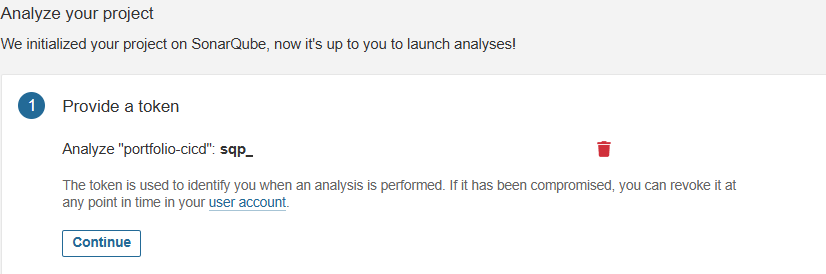 Analyze your project
We initialized your project on SonarQube, now it's up to you to launch analyses!
1 Provide a token
Analyze "portfolio-cicd": sqp_
The token is used to identify you when an analysis is performed. If it has been compromised, you can revoke it at
any point in time in your user account.
Continue